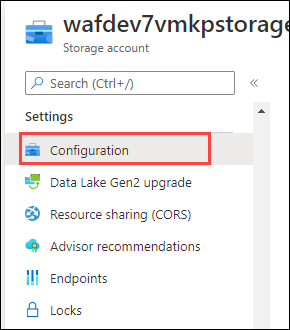 wafdev7vmkpstorage
Storage account
Search (Ctrl+/)
Settings
Configuration
Data Lake Gen2 upgrade
Resource sharing (CORS)
Advisor recommendations
Endpoints
Locks